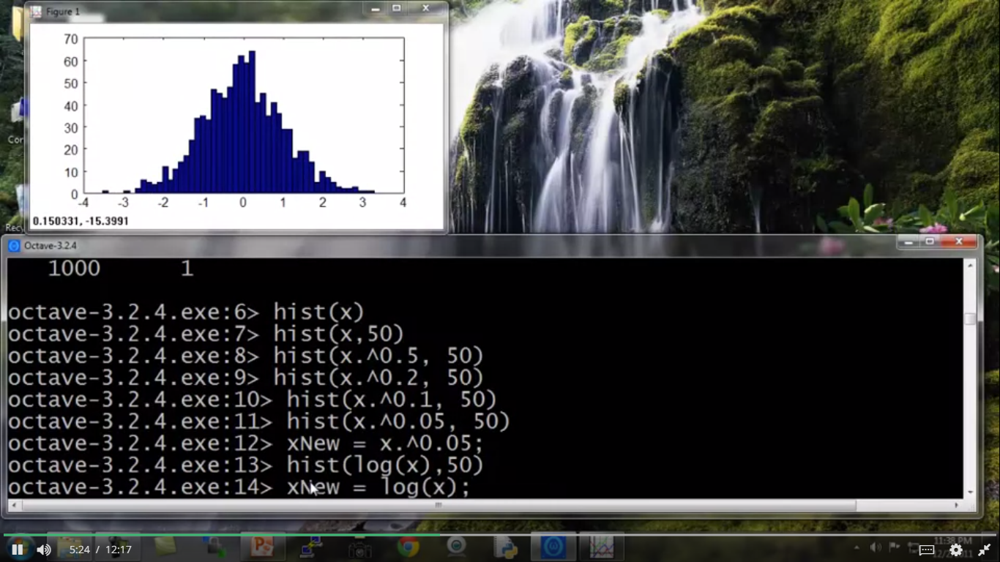 Figure 1
70
60
50
40
30
20
10
0
-4 -3 -2 -1 0 1 2 3 4
0.150331, -15.3991
Cor
Recy
Octave-3.2.4
1000 1
octave-3.2.4.exe:6> hist(x)
octave-3.2.4.exe:7> hist(x,50)
octave-3.2.4.exe:8> hist(x.^0.5, 50)
octave-3.2.4.exe:9> hist(x.^0.2, 50)
octave-3.2.4.exe:10> hist(x.^0.1, 50)
octave-3.2.4.exe:11> hist(x.^0.05, 50)
octave-3.2.4.exe:12> xNew = x.^0.05;
octave-3.2.4.exe:13> hist(log(x),50)
octave-3.2.4.exe:14> xNew = log(x);
5:24 / 12:17
11:38 PM